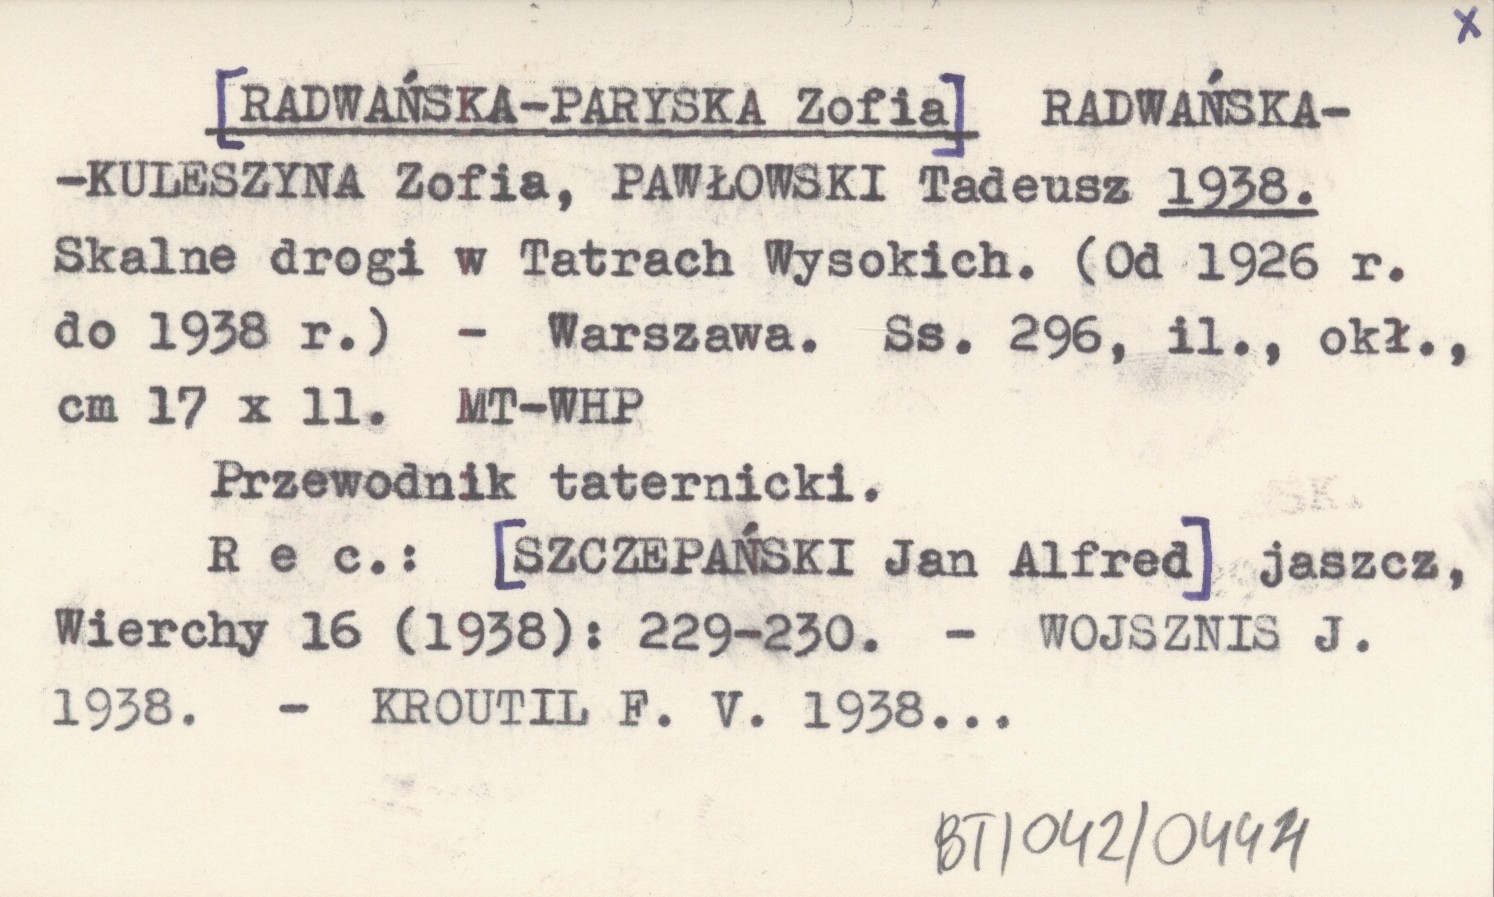 x
[RADWAŃSKA-PARYSKA Zofia] RADWAŃSKA-
-KULESZYNA Zofia, PAWŁOWSKI Tadeusz 1938.
Skalne drogi w Tatrach Wysokich. (Od 1926 r.
do 1938 r.) - Warszawa. Ss. 296, il., okł.,
cm 17 x 11. MT-WHP
Przewodnik taternicki.
R e c.: [SZCZEPAŃSKI Jan Alfred] jaszcz,
Wierchy 16 (1938): 229-230. - WOJSZNIS J.
1938. - KROUTIL F. V. 1938...